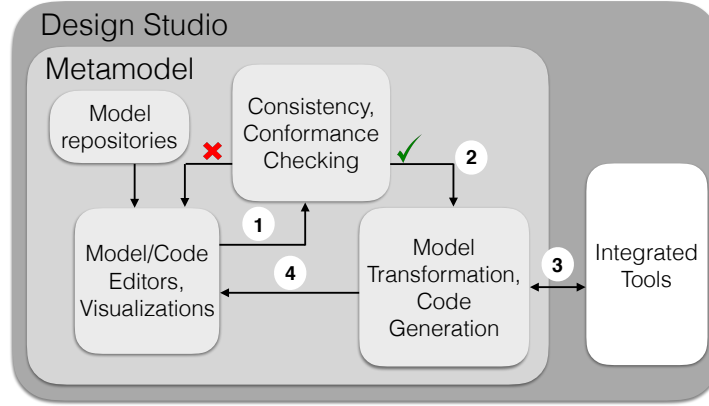 Design Studio
Metamodel
Model
repositories
Consistency,
Conformance
Checking
2
1
Model/Code
Editors,
Visualizations
4
Model
Transformation,
Code
Generation
3
Integrated
Tools